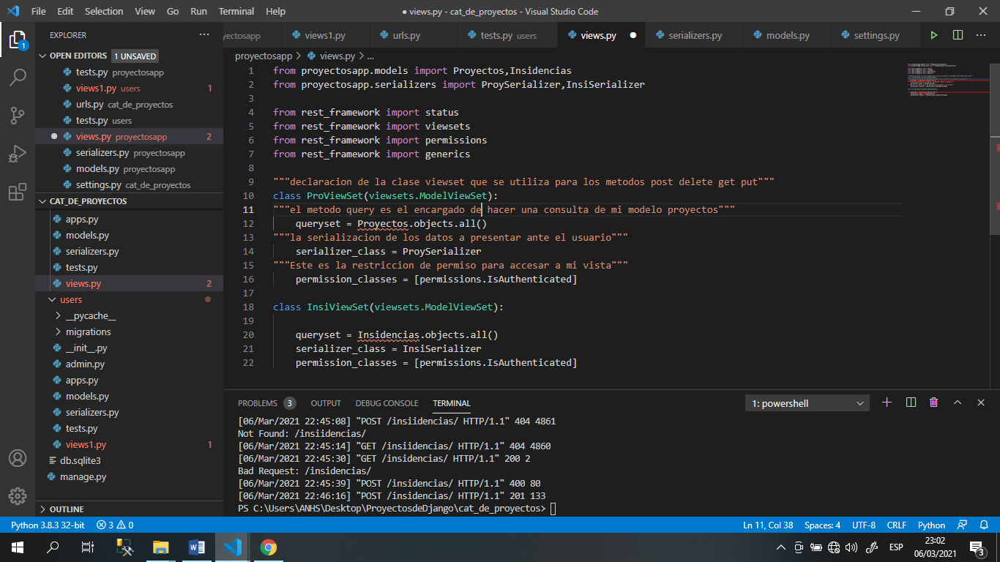 File Edit Selection View Go Run Terminal Help
● views.py - cat_de_proyectos - Visual Studio Code
EXPLORER ...
OPEN EDITORS 1 UNSAVED
tests.py proyectosapp
views1.py users 1
urls.py cat_de_proyectos
tests.py users
views.py proyectosapp 2
serializers.py proyectosapp
models.py proyectosapp
settings.py cat_de_proyectos
CAT_DE_PROYECTOS
apps.py
models.py
serializers.py
tests.py
views.py 2
users
__pycache__
migrations
__init__.py
admin.py
apps.py
models.py
serializers.py
tests.py
views1.py 1
db.sqlite3
manage.py
OUTLINE
1
yectosapp views1.py urls.py tests.py users views.py serializers.py models.py settings.py ...
proyectosapp > views.py > ...
1 from proyectosapp.models import Proyectos,Insidencias
2 from proyectosapp.serializers import ProySerializer,InsiSerializer
3
4 from rest_framework import status
5 from rest_framework import viewsets
6 from rest_framework import permissions
7 from rest_framework import generics
8
9 """declaracion de la clase viewset que se utiliza para los metodos post delete get put"""
10 class ProViewSet(viewsets.ModelViewSet):
11 """el metodo query es el encargado de hacer una consulta de mi modelo proyectos"""
12 queryset = Proyectos.objects.all()
13 """la serializacion de los datos a presentar ante el usuario"""
14 serializer_class = ProySerializer
15 """Este es la restriccion de permiso para accesar a mi vista"""
16 permission_classes = [permissions.IsAuthenticated]
17
18 class InsiViewSet(viewsets.ModelViewSet):
19
20 queryset = Insidencias.objects.all()
21 serializer_class = InsiSerializer
22 permission_classes = [permissions.IsAuthenticated]
PROBLEMS 3 OUTPUT DEBUG CONSOLE TERMINAL 1: powershell
[06/Mar/2021 22:45:08] "POST /insiidencias/ HTTP/1.1" 404 4861
Not Found: /insiidencias/
[06/Mar/2021 22:45:14] "GET /insiidencias/ HTTP/1.1" 404 4860
[06/Mar/2021 22:45:30] "GET /insidencias/ HTTP/1.1" 200 2
Bad Request: /insidencias/
[06/Mar/2021 22:45:39] "POST /insidencias/ HTTP/1.1" 400 80
[06/Mar/2021 22:46:16] "POST /insidencias/ HTTP/1.1" 201 133
PS C:\Users\ANHS\Desktop\ProyectosdeDjango\cat_de_proyectos>
Python 3.8.3 32-bit 3 0 Ln 11, Col 38 Spaces: 4 UTF-8 CRLF Python
ESP 23:02
06/03/2021 3